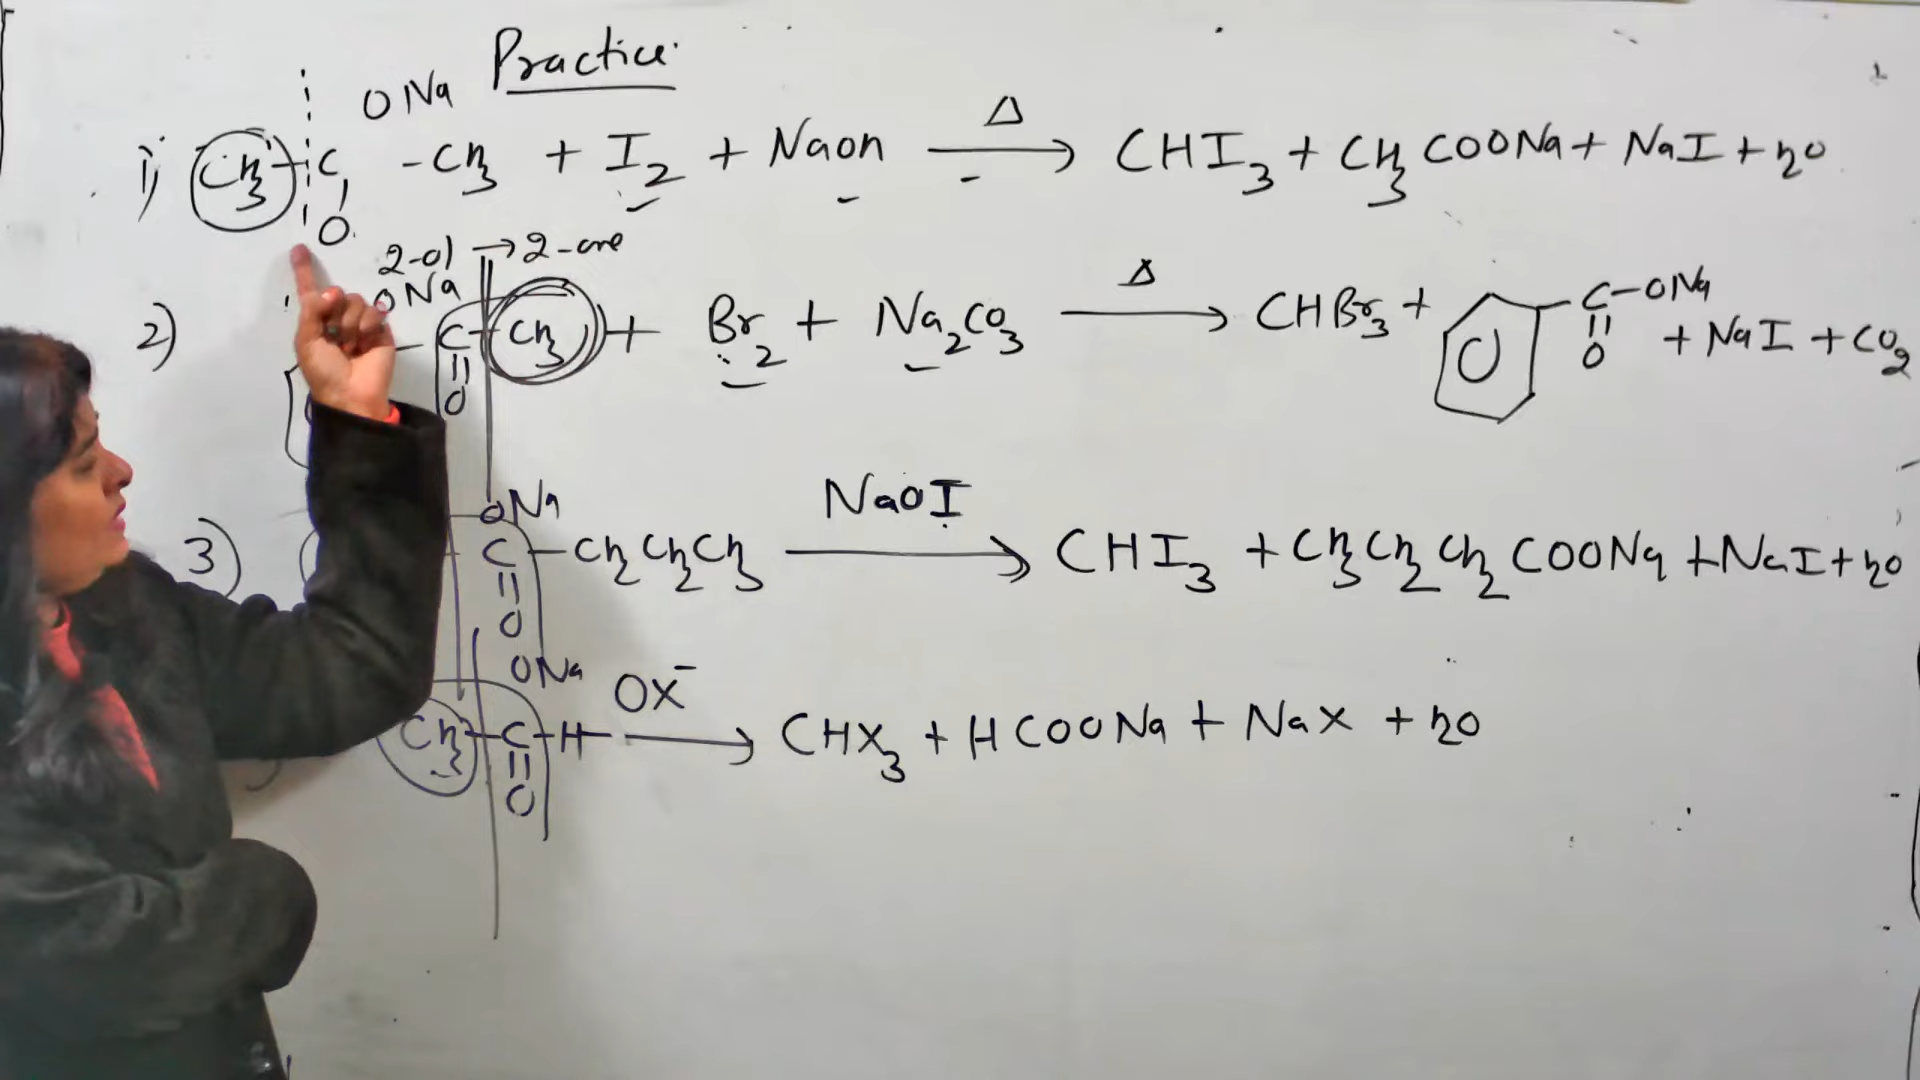 Practice
ONa
1) CH3-C-CH3 + I2 + NaOH —Δ→ CHI3 + CH3COONa + NaI + H2O
O
2-ol → 2-one
ONa
2) -C-CH3 + Br2 + Na2CO3 —Δ→ CHBr3 + C-ONa + NaI + CO2
O O
ONa
3) C-CH2CH2CH3 —NaOI→ CHI3 + CH3CH2CH2COONa + NaI + H2O
O
ONa
CH3-C-H —OX⁻→ CHX3 + HCOONa + NaX + H2O
O